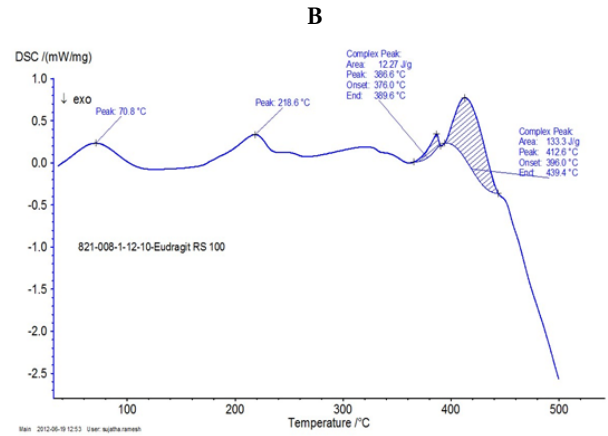 B
DSC /(mW/mg)
↓ exo
Peak: 70.8 °C
Peak: 218.6 °C
Complex Peak:
Area: 12.27 J/g
Peak: 386.6 °C
Onset: 376.0 °C
End: 389.6 °C
Complex Peak:
Area: 133.3 J/g
Peak: 412.6 °C
Onset: 396.0 °C
End: 439.4 °C
1.0
0.5
0.0
-0.5
-1.0
-1.5
-2.0
-2.5
821-008-1-12-10-Eudragit RS 100
100 200 300 400 500
Temperature /°C
Main 2012-06-19 12:53 User: sujatha.ramesh